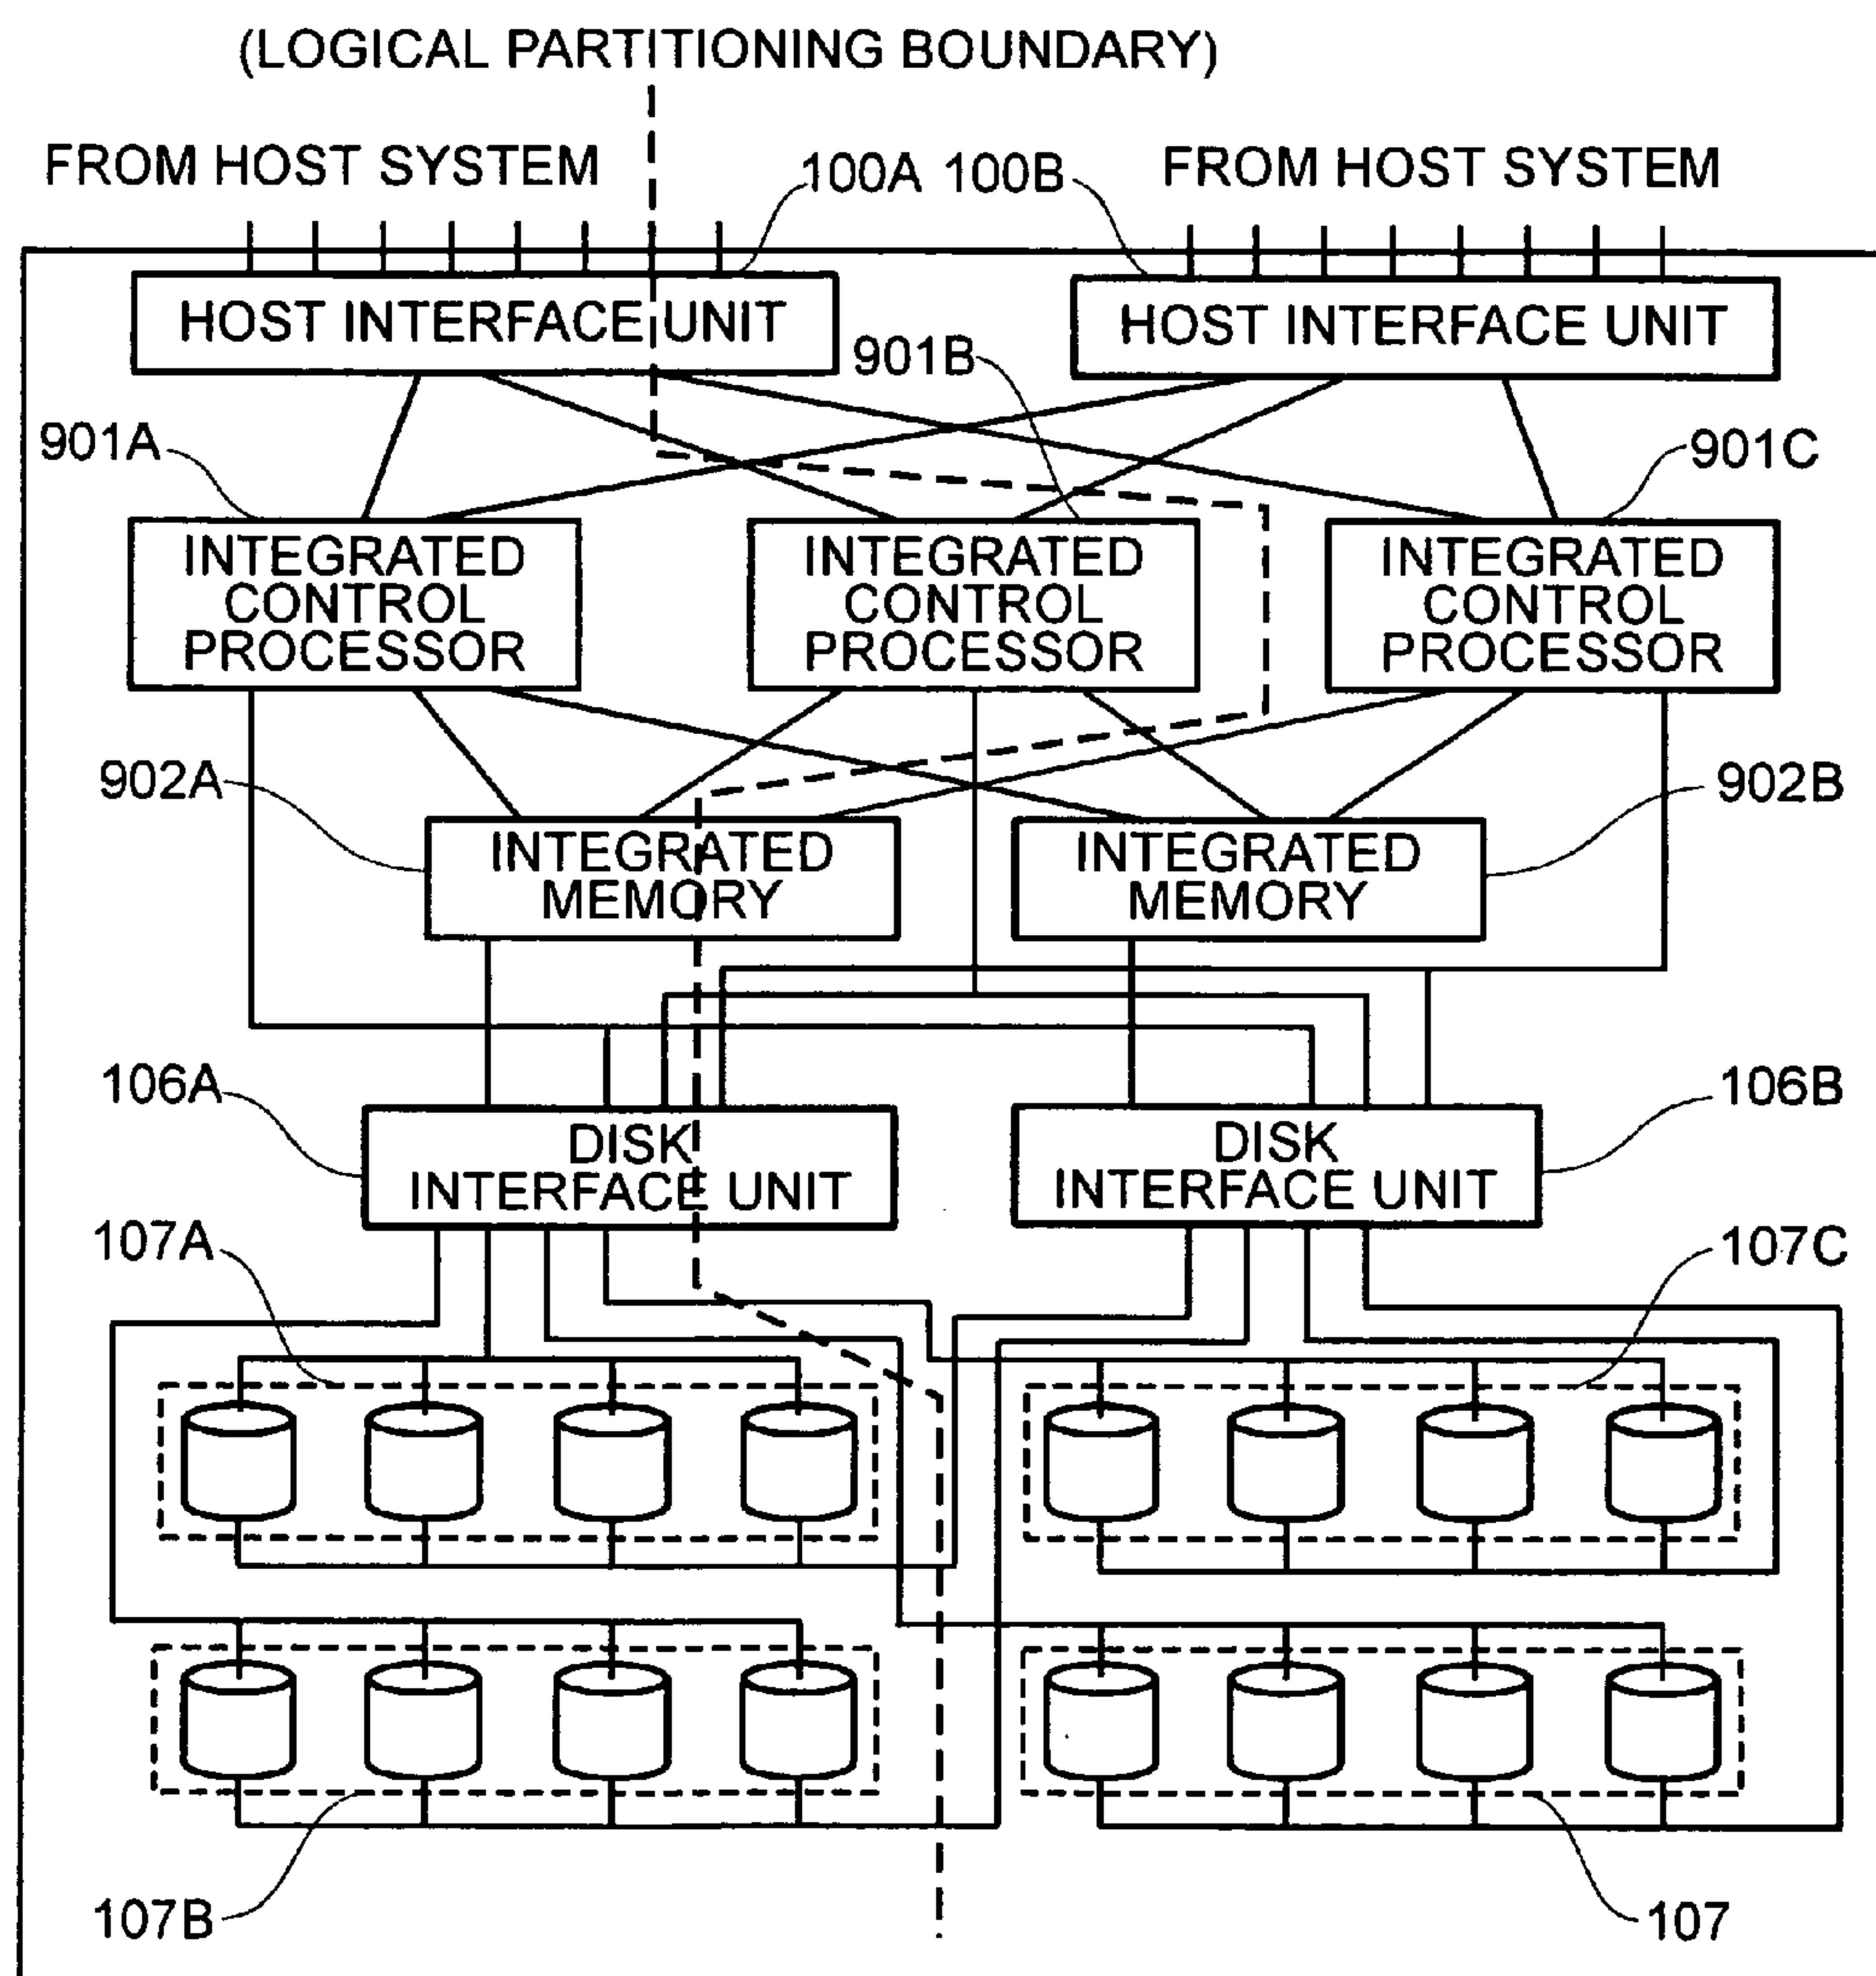 (LOGICAL PARTITIONING BOUNDARY)
FROM HOST SYSTEM
100A 100B
FROM HOST SYSTEM
HOST INTERFACE UNIT
HOST INTERFACE UNIT
901B
901A
901C
INTEGRATED
CONTROL
PROCESSOR
INTEGRATED
CONTROL
PROCESSOR
INTEGRATED
CONTROL
PROCESSOR
902A
902B
INTEGRATED
MEMORY
INTEGRATED
MEMORY
106A
106B
DISK
INTERFACE UNIT
DISK
INTERFACE UNIT
107A
107C
107B
107